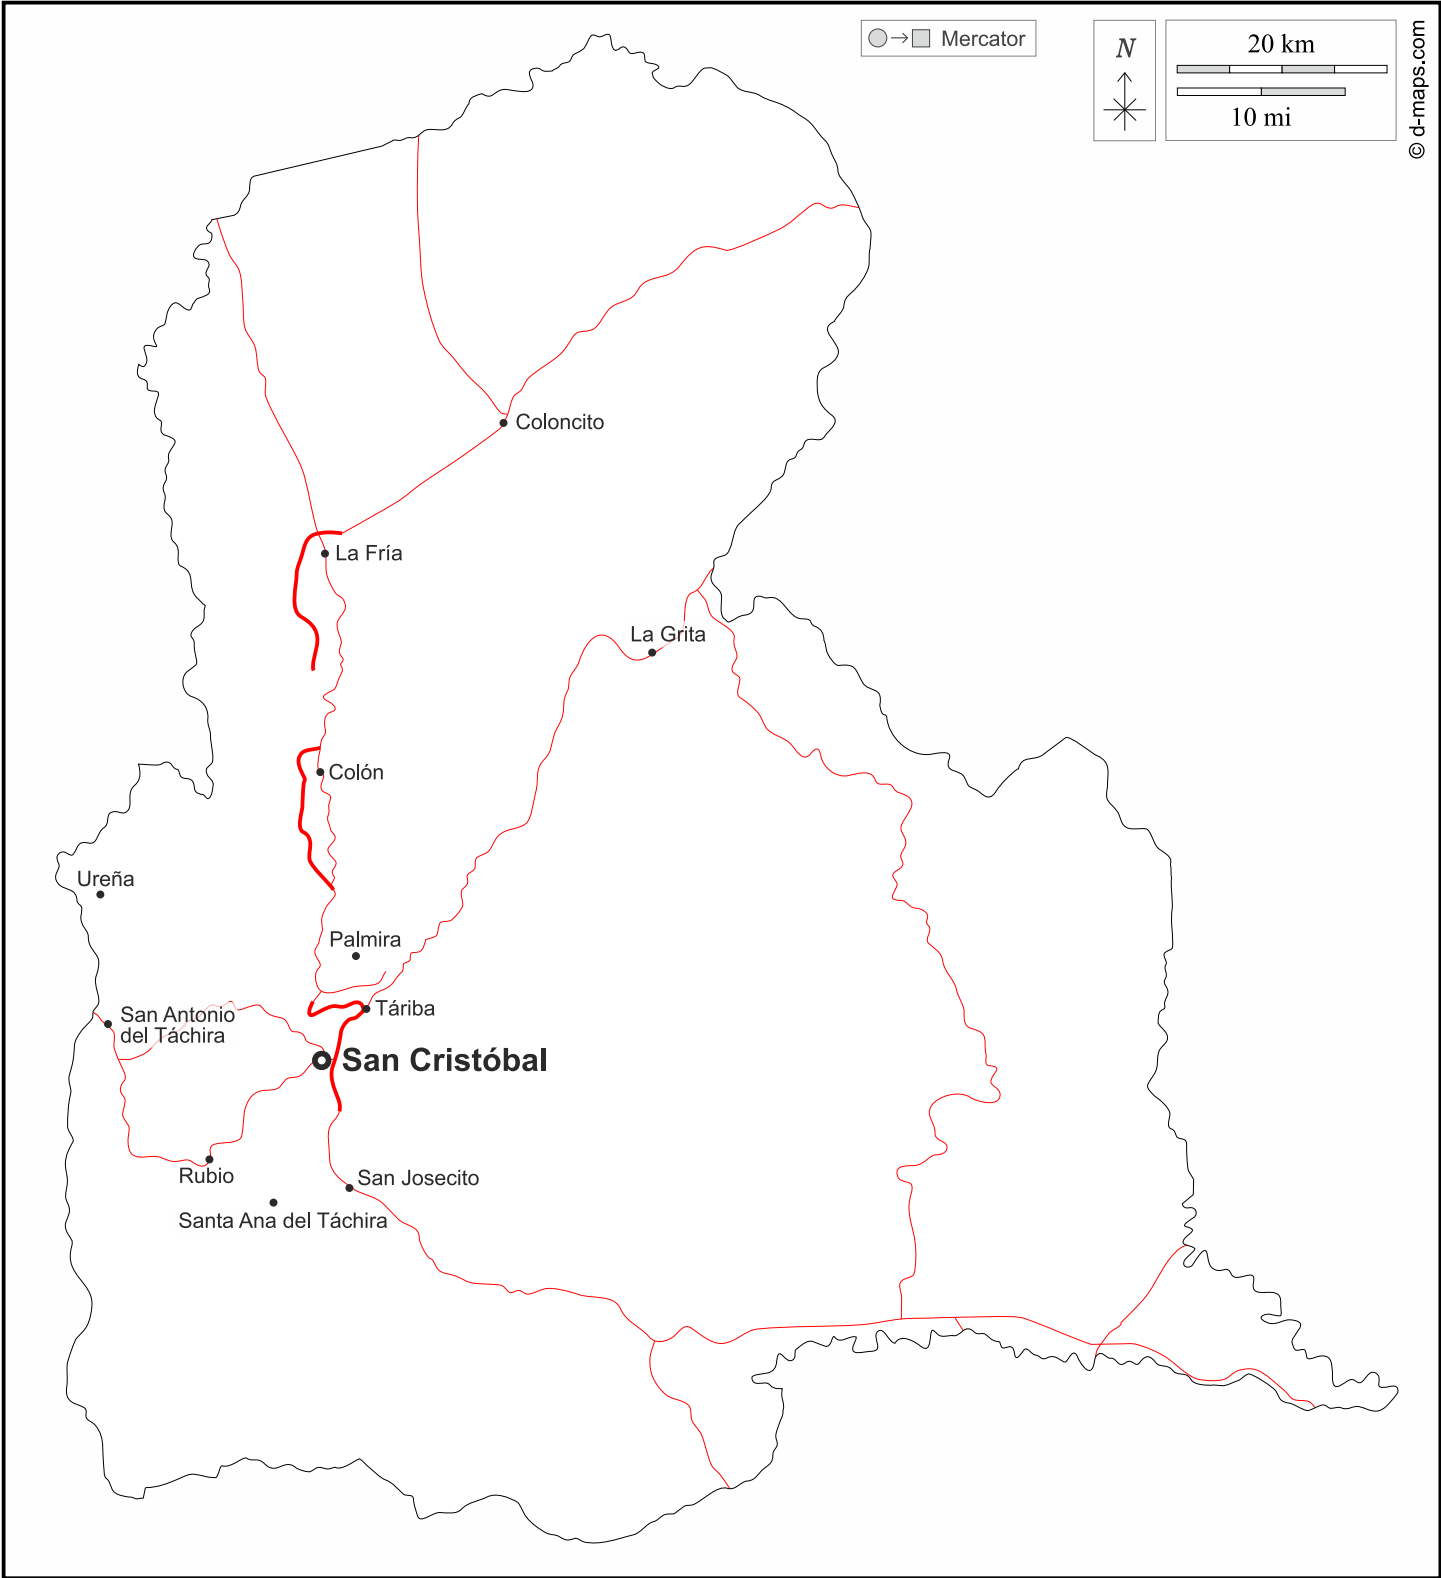 Mercator
N
20 km
10 mi
© d-maps.com
Coloncito
La Fría
La Grita
Colón
Ureña
Palmira
Táriba
San Antonio
del Táchira
San Cristóbal
Rubio
San Josecito
Santa Ana del Táchira